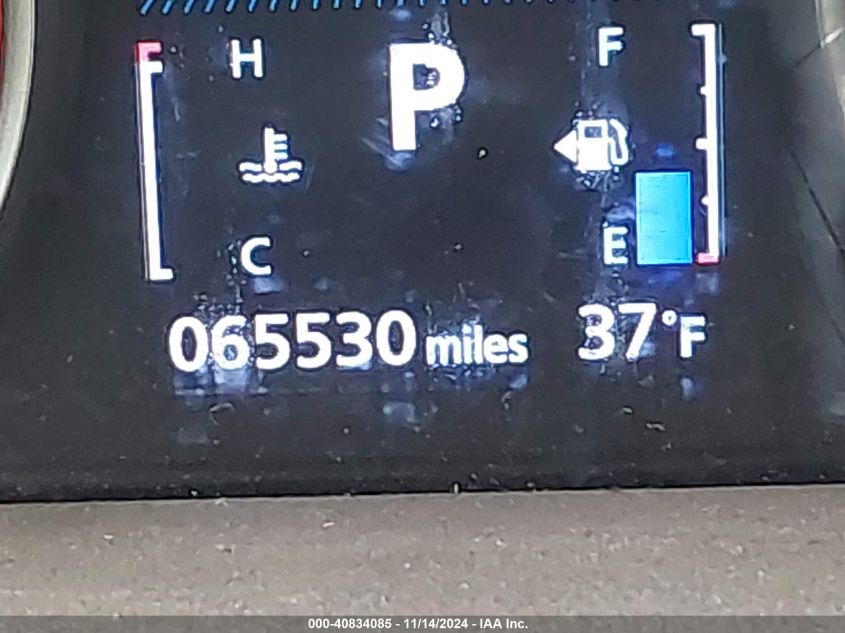 H P F
C E
065530 miles 37°F
000-40834085 - 11/14/2024 - IAA Inc.